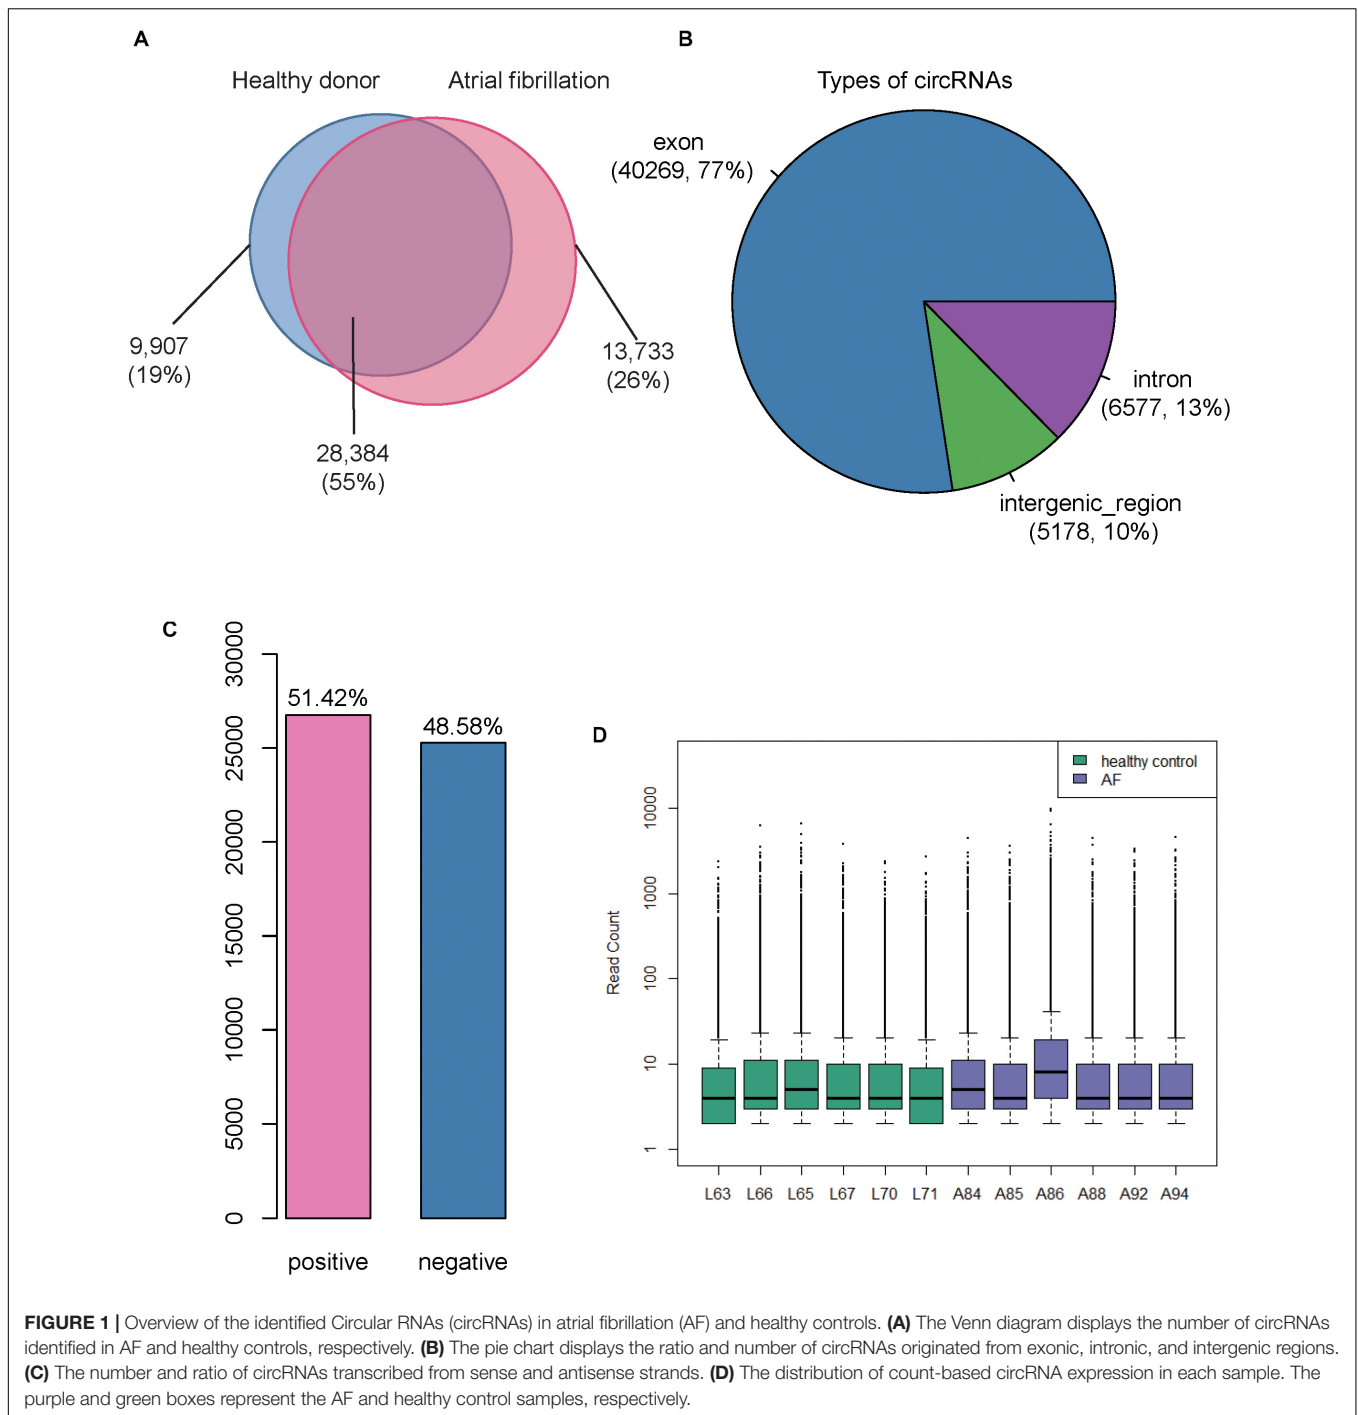 A
Healthy donor
Atrial fibrillation
9,907
(19%)
13,733
(26%)
28,384
(55%)
B
Types of circRNAs
exon
(40269, 77%)
intron
(6577, 13%)
intergenic_region
(5178, 10%)
C
30000
25000
20000
15000
10000
5000
0
51.42%
48.58%
positive
negative
D
healthy control
AF
Read Count
10000
1000
100
10
1
L63 L66 L65 L67 L70 L71 A84 A85 A86 A88 A92 A94
FIGURE 1 | Overview of the identified Circular RNAs (circRNAs) in atrial fibrillation (AF) and healthy controls. (A) The Venn diagram displays the number of circRNAs
identified in AF and healthy controls, respectively. (B) The pie chart displays the ratio and number of circRNAs originated from exonic, intronic, and intergenic regions.
(C) The number and ratio of circRNAs transcribed from sense and antisense strands. (D) The distribution of count-based circRNA expression in each sample. The
purple and green boxes represent the AF and healthy control samples, respectively.